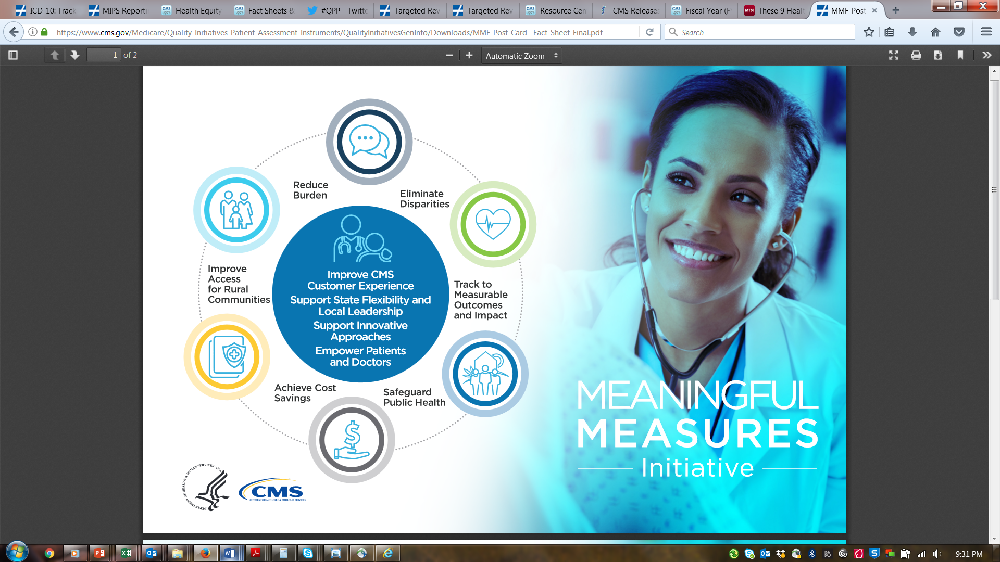 ICD-10: Track
MIPS Reporti
Health Equity
Fact Sheets &
#QPP - Twitte
Targeted Rev
Targeted Rev
Resource Cen
CMS Release
Fiscal Year (F
These 9 Heal
MMF-Post
https://www.cms.gov/Medicare/Quality-Initiatives-Patient-Assessment-Instruments/QualityInitiativesGenInfo/Downloads/MMF-Post-Card_-Fact-Sheet-Final.pdf
Search
1 of 2
Automatic Zoom
Reduce
Burden
Eliminate
Disparities
Improve
Access
for Rural
Communities
Improve CMS
Customer Experience
Support State Flexibility and
Local Leadership
Support Innovative
Approaches
Empower Patients
and Doctors
Track to
Measurable
Outcomes
and Impact
Achieve Cost
Savings
Safeguard
Public Health
MEANINGFUL
MEASURES
Initiative
DEPARTMENT OF HEALTH & HUMAN SERVICES · USA
CMS
CENTERS FOR MEDICARE & MEDICAID SERVICES
9:31 PM